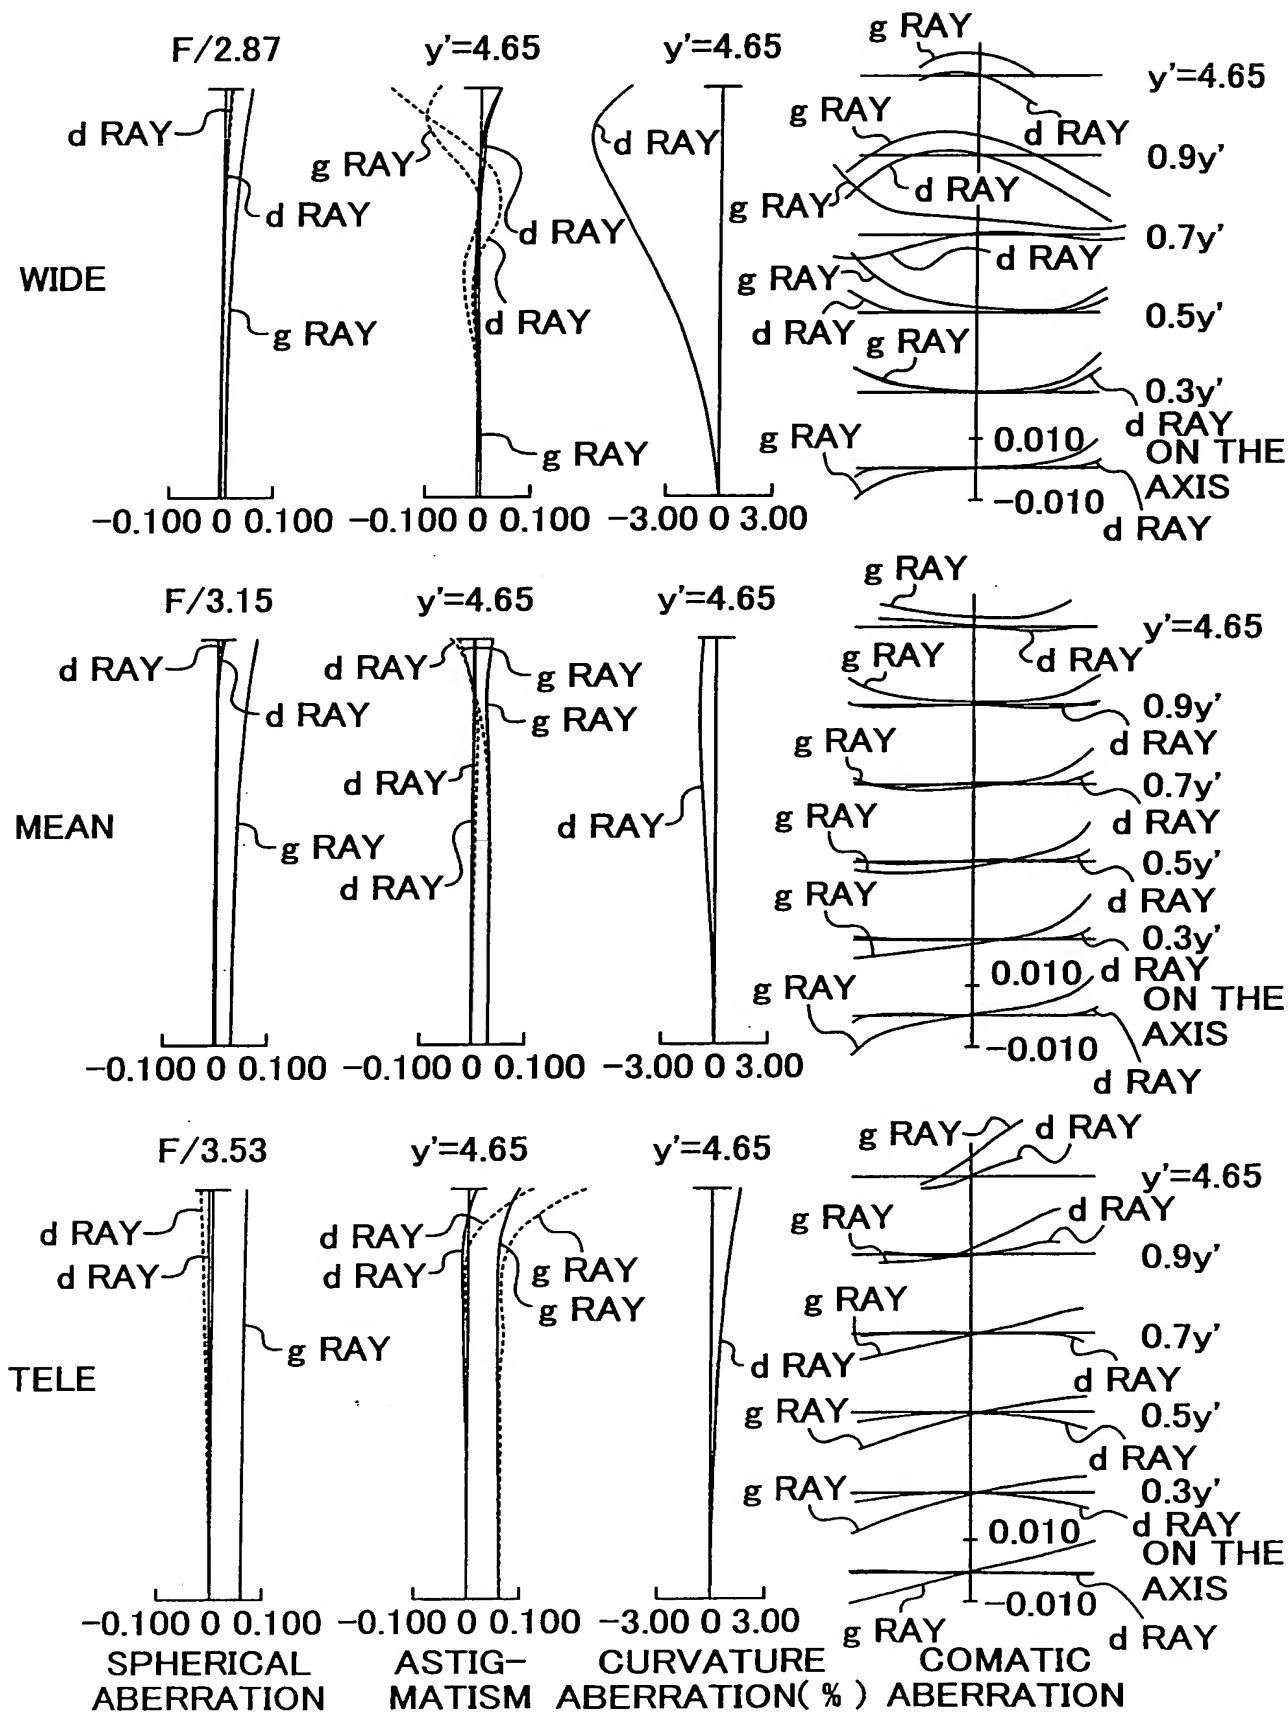 F/2.87
y'=4.65
y'=4.65
g RAY
y'=4.65
d RAY
g RAY
d RAY
g RAY
d RAY
d RAY
0.9y'
d RAY
d RAY
g RAY
d RAY
0.7y'
WIDE
g RAY
g RAY
d RAY
d RAY
0.5y'
g RAY
0.3y'
g RAY
g RAY
0.010
d RAY
ON THE
AXIS
-0.100 0 0.100
-0.100 0 0.100
-3.00 0 3.00
-0.010
d RAY
F/3.15
y'=4.65
y'=4.65
g RAY
y'=4.65
d RAY
d RAY
g RAY
g RAY
d RAY
d RAY
g RAY
0.9y'
d RAY
d RAY
g RAY
0.7y'
MEAN
g RAY
d RAY
g RAY
d RAY
d RAY
0.5y'
d RAY
g RAY
0.3y'
g RAY
0.010
d RAY
ON THE
AXIS
-0.100 0 0.100
-0.100 0 0.100
-3.00 0 3.00
-0.010
d RAY
F/3.53
y'=4.65
y'=4.65
g RAY
d RAY
y'=4.65
d RAY
d RAY
g RAY
d RAY
d RAY
d RAY
g RAY
g RAY
0.9y'
g RAY
0.7y'
g RAY
d RAY
d RAY
TELE
g RAY
0.5y'
d RAY
g RAY
0.3y'
0.010
d RAY
ON THE
AXIS
-0.100 0 0.100
-0.100 0 0.100
-3.00 0 3.00
g RAY
-0.010
d RAY
SPHERICAL
ABERRATION
ASTIG-
MATISM
CURVATURE
ABERRATION(%)
COMATIC
ABERRATION